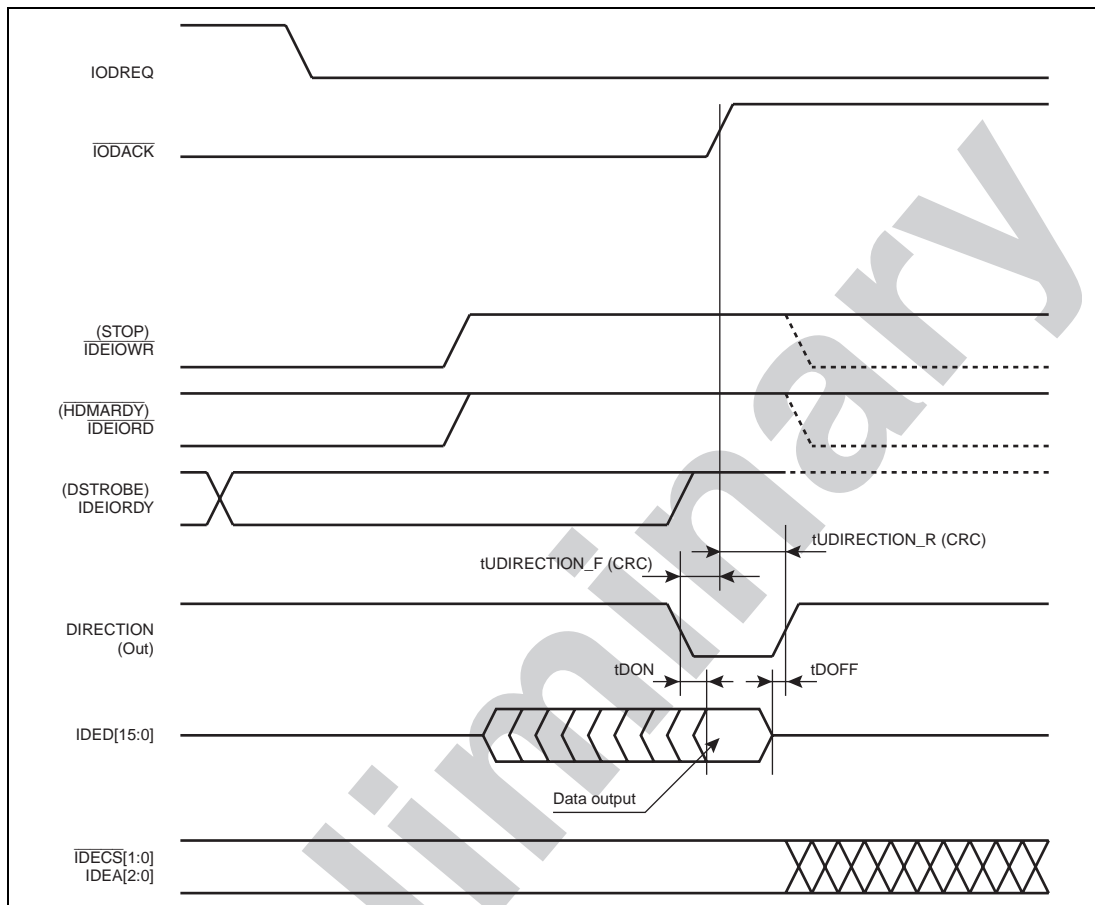 IODREQ
IODACK
(STOP)
IDEIOWR
(HDMARDY)
IDEIORD
(DSTROBE)
IDEIORDY
tUDIRECTION_R (CRC)
tUDIRECTION_F (CRC)
DIRECTION
(Out)
tDON
tDOFF
IDED[15:0]
Data output
IDECS[1:0]
IDEA[2:0]